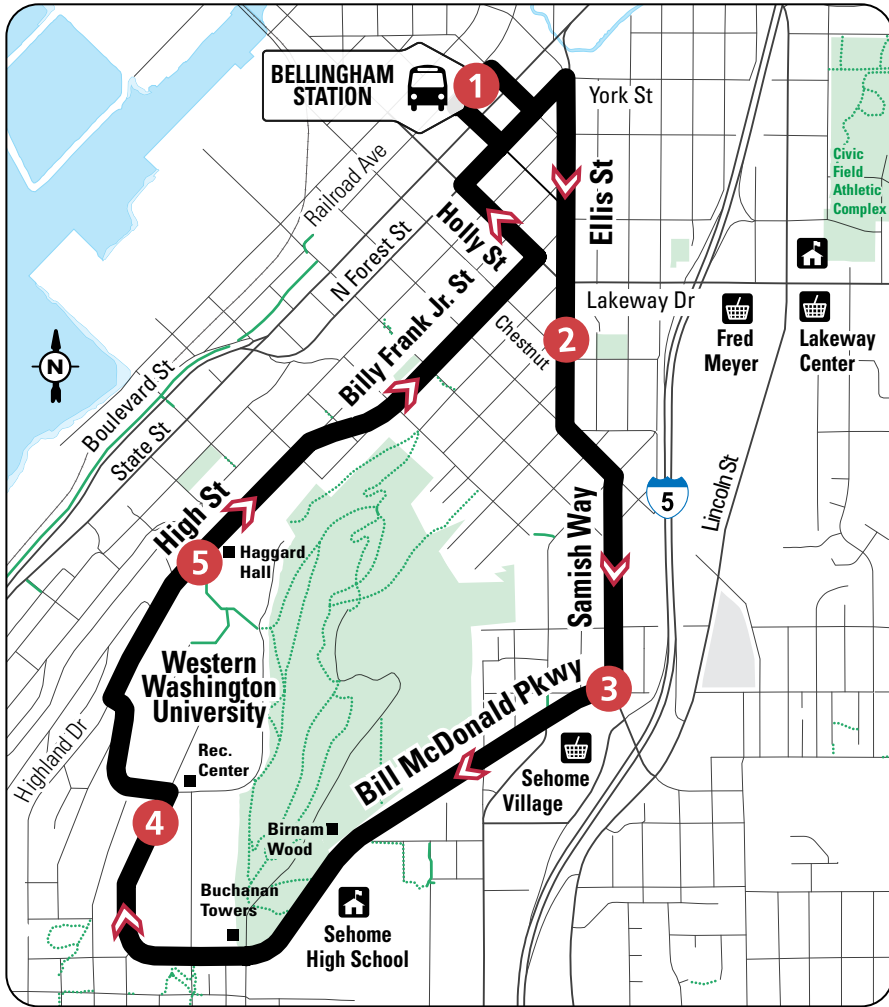 BELLINGHAM
STATION
1
York St
Ellis St
Civic
Field
Athletic
Complex
Railroad Ave
N Forest St
Holly St
Lakeway Dr
Fred
Meyer
Lakeway
Center
2
Chestnut
Billy Frank Jr. St
N
Boulevard St
State St
High St
5
Haggard
Hall
Samish Way
5
Lincoln St
Western
Washington
University
3
Bill McDonald Pkwy
Highland Dr
Rec.
Center
Sehome
Village
4
Birnam
Wood
Buchanan
Towers
Sehome
High School